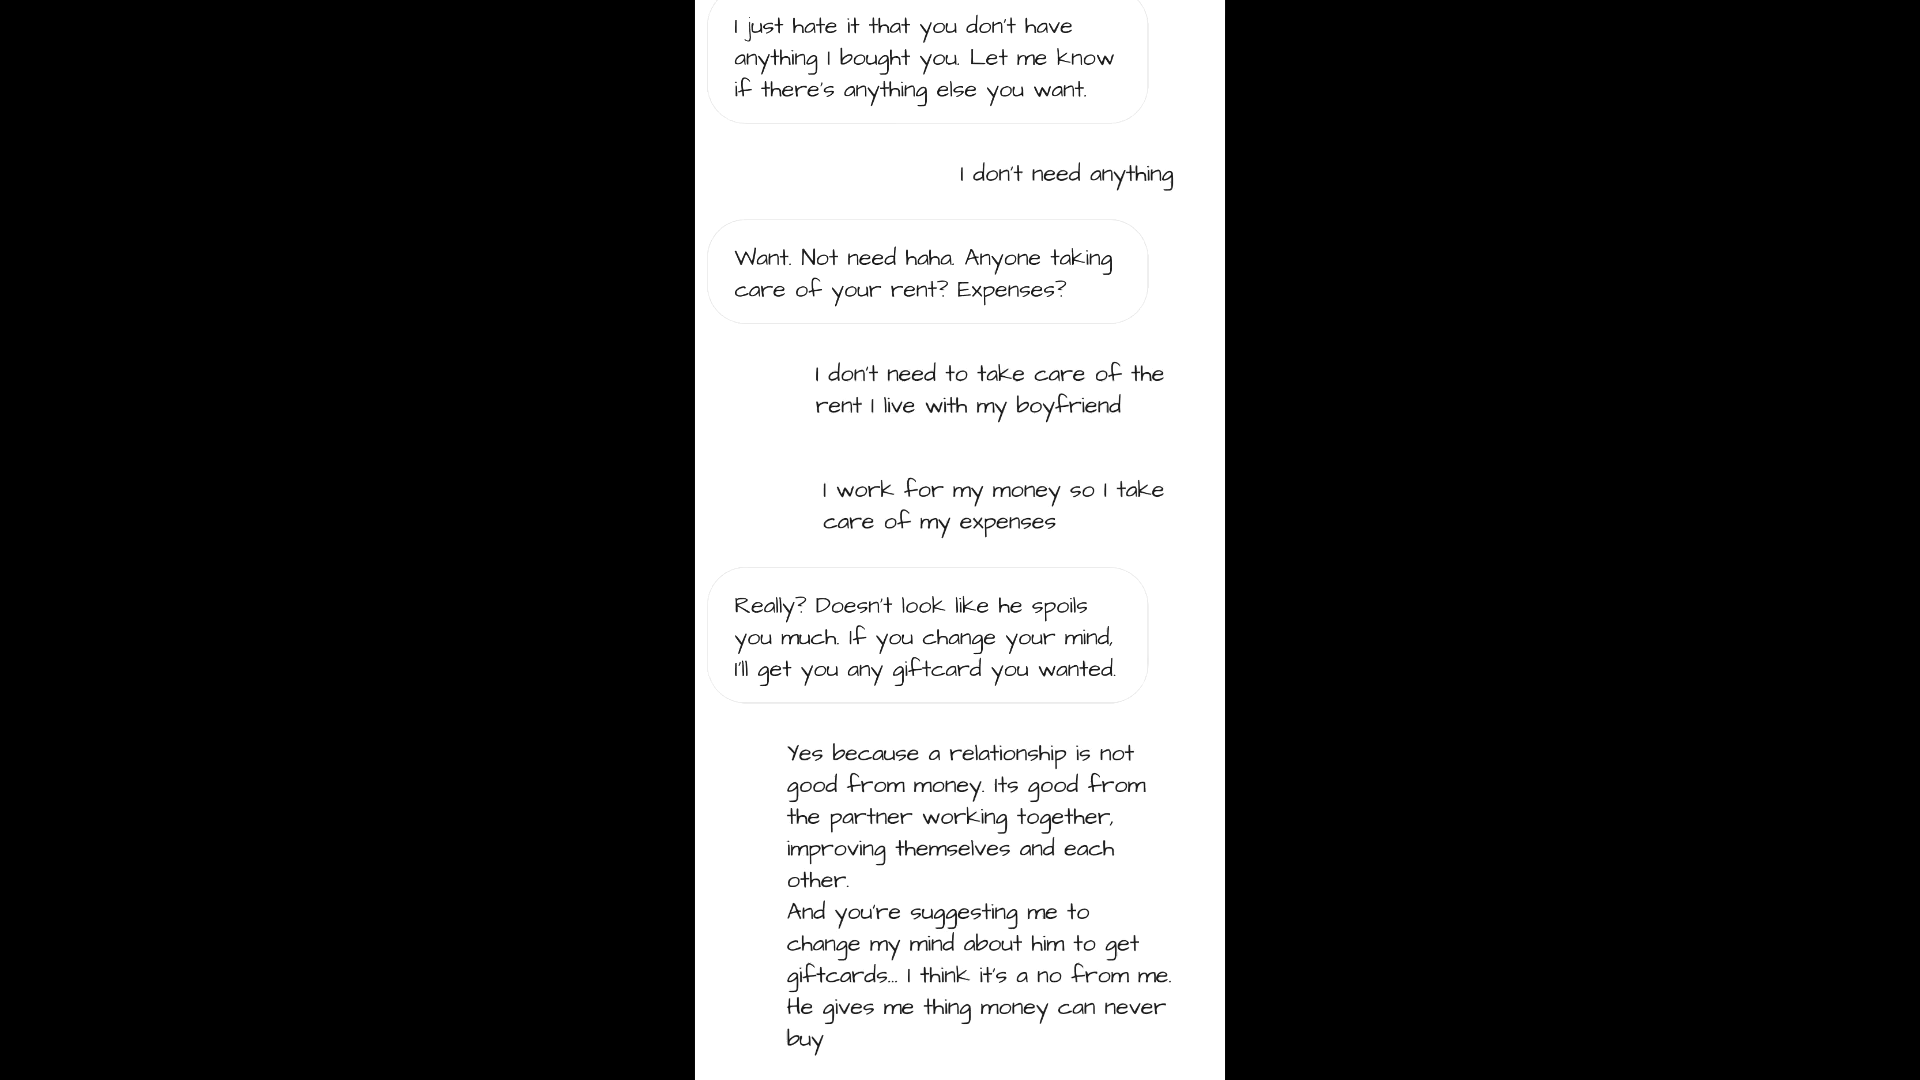 I just hate it that you don't have
anything I bought you. Let me know
if there's anything else you want.
I don't need anything
Want. Not need haha. Anyone taking
care of your rent? Expenses?
I don't need to take care of the
rent I live with my boyfriend
I work for my money so I take
care of my expenses
Really? Doesn't look like he spoils
you much. If you change your mind,
I'll get you any giftcard you wanted.
Yes because a relationship is not
good from money. Its good from
the partner working together,
improving themselves and each
other.
And you're suggesting me to
change my mind about him to get
giftcards... I think it's a no from me.
He gives me thing money can never
buy